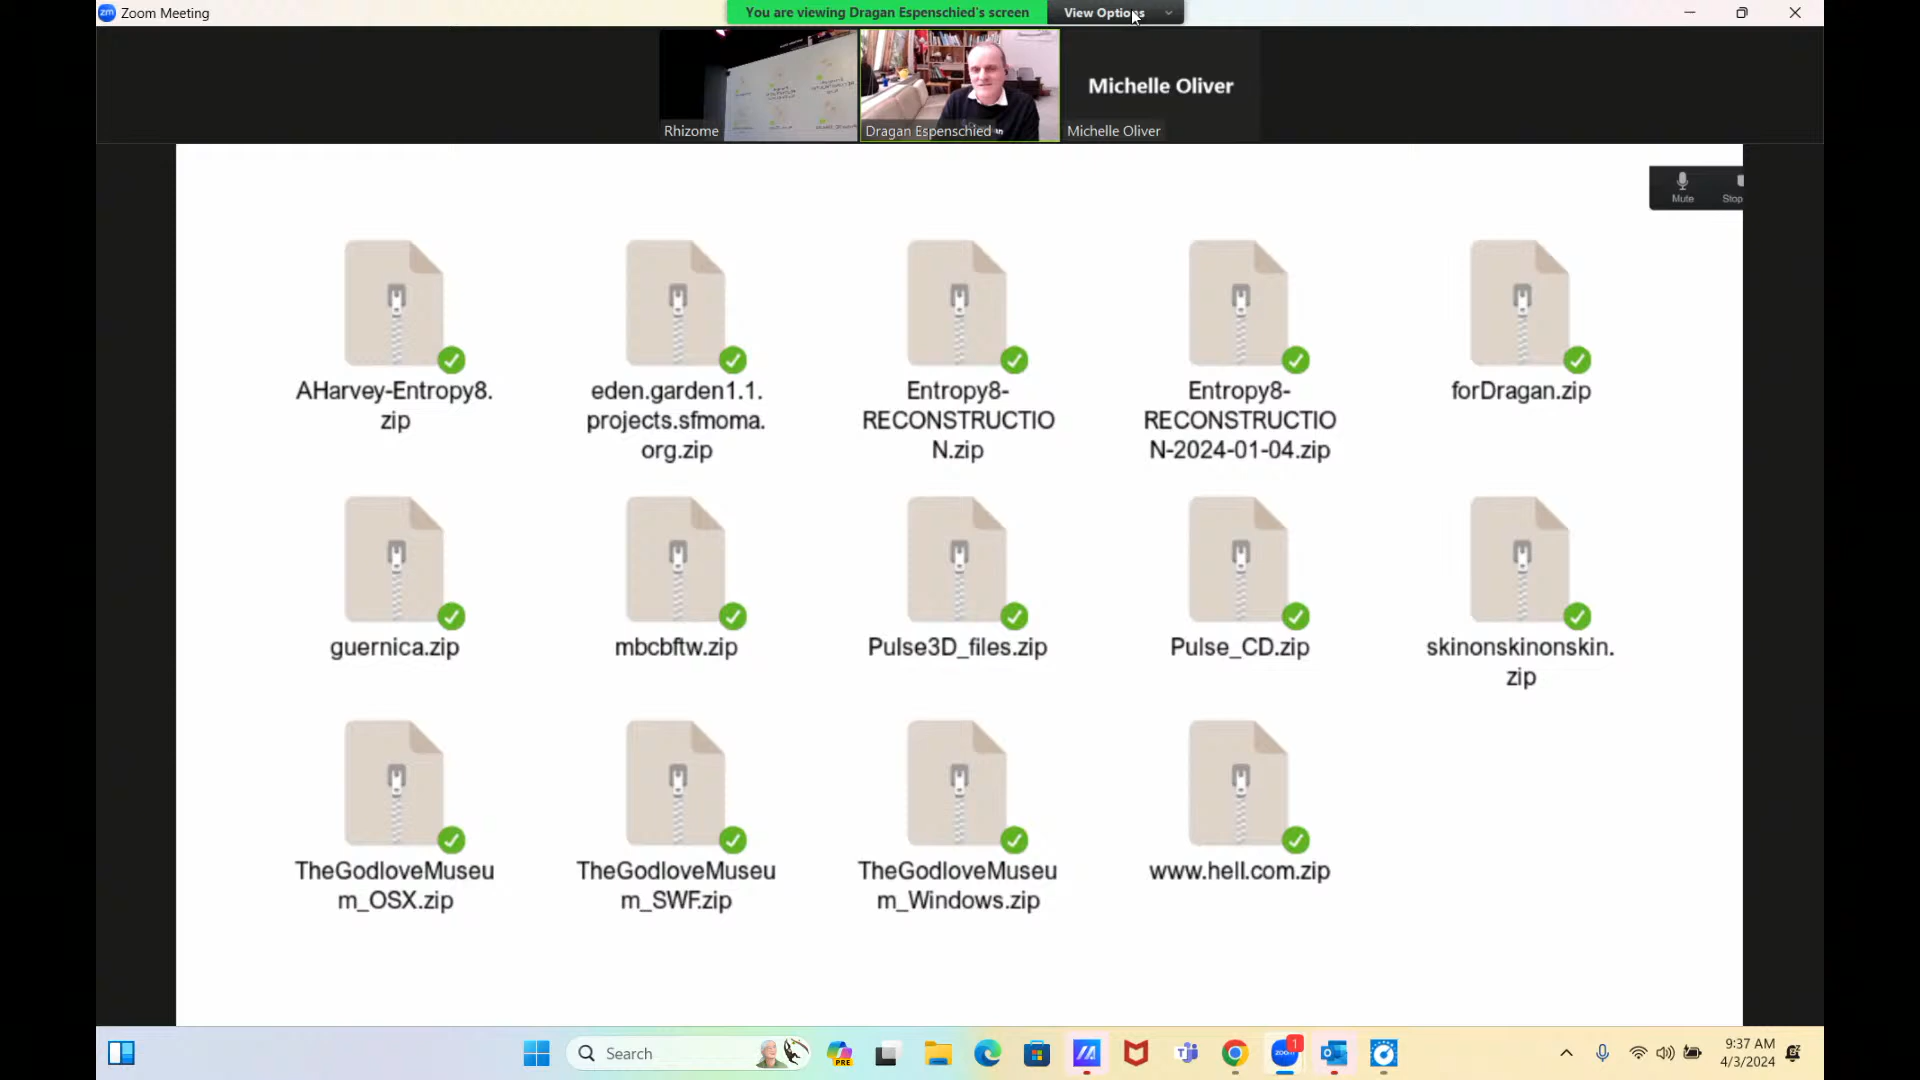 Zoom Meeting
You are viewing Dragan Espenschied's screen
View Options
Michelle Oliver
Rhizome
Dragan Espenschied
Michelle Oliver
Mute
Stop
AHarvey-Entropy8.
zip
eden.garden1.1.
projects.sfmoma.
org.zip
Entropy8-
RECONSTRUCTIO
N.zip
Entropy8-
RECONSTRUCTIO
N-2024-01-04.zip
forDragan.zip
guernica.zip
mbcbftw.zip
Pulse3D_files.zip
Pulse_CD.zip
skinonskinonskin.
zip
TheGodloveMuseu
m_OSX.zip
TheGodloveMuseu
m_SWF.zip
TheGodloveMuseu
m_Windows.zip
www.hell.com.zip
Search
PRE
zoom
1
9:37 AM
4/3/2024